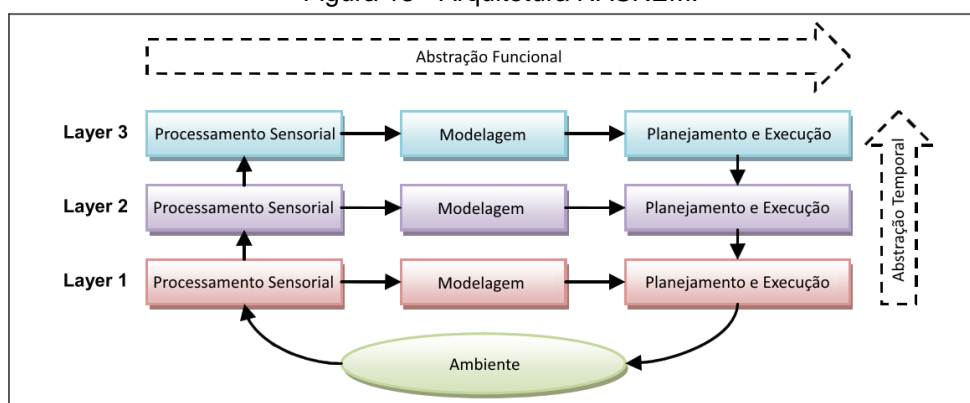 Abstração Funcional
Layer 3
Processamento Sensorial
Modelagem
Planejamento e Execução
Layer 2
Processamento Sensorial
Modelagem
Planejamento e Execução
Layer 1
Processamento Sensorial
Modelagem
Planejamento e Execução
Abstração Temporal
Ambiente